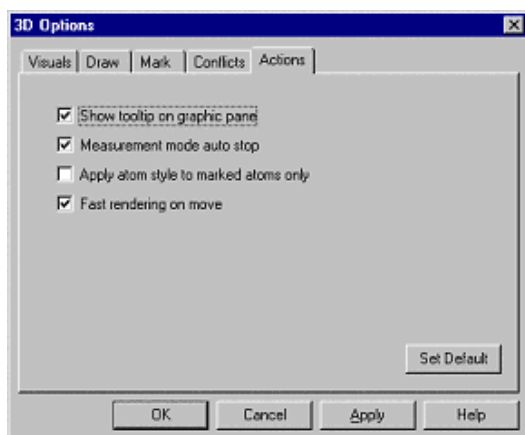 3D Options
Visuals Draw Mark Conflicts Actions
Show tooltip on graphic pane
Measurement mode auto stop
Apply atom style to marked atoms only
Fast rendering on move
Set Default
OK Cancel Apply Help